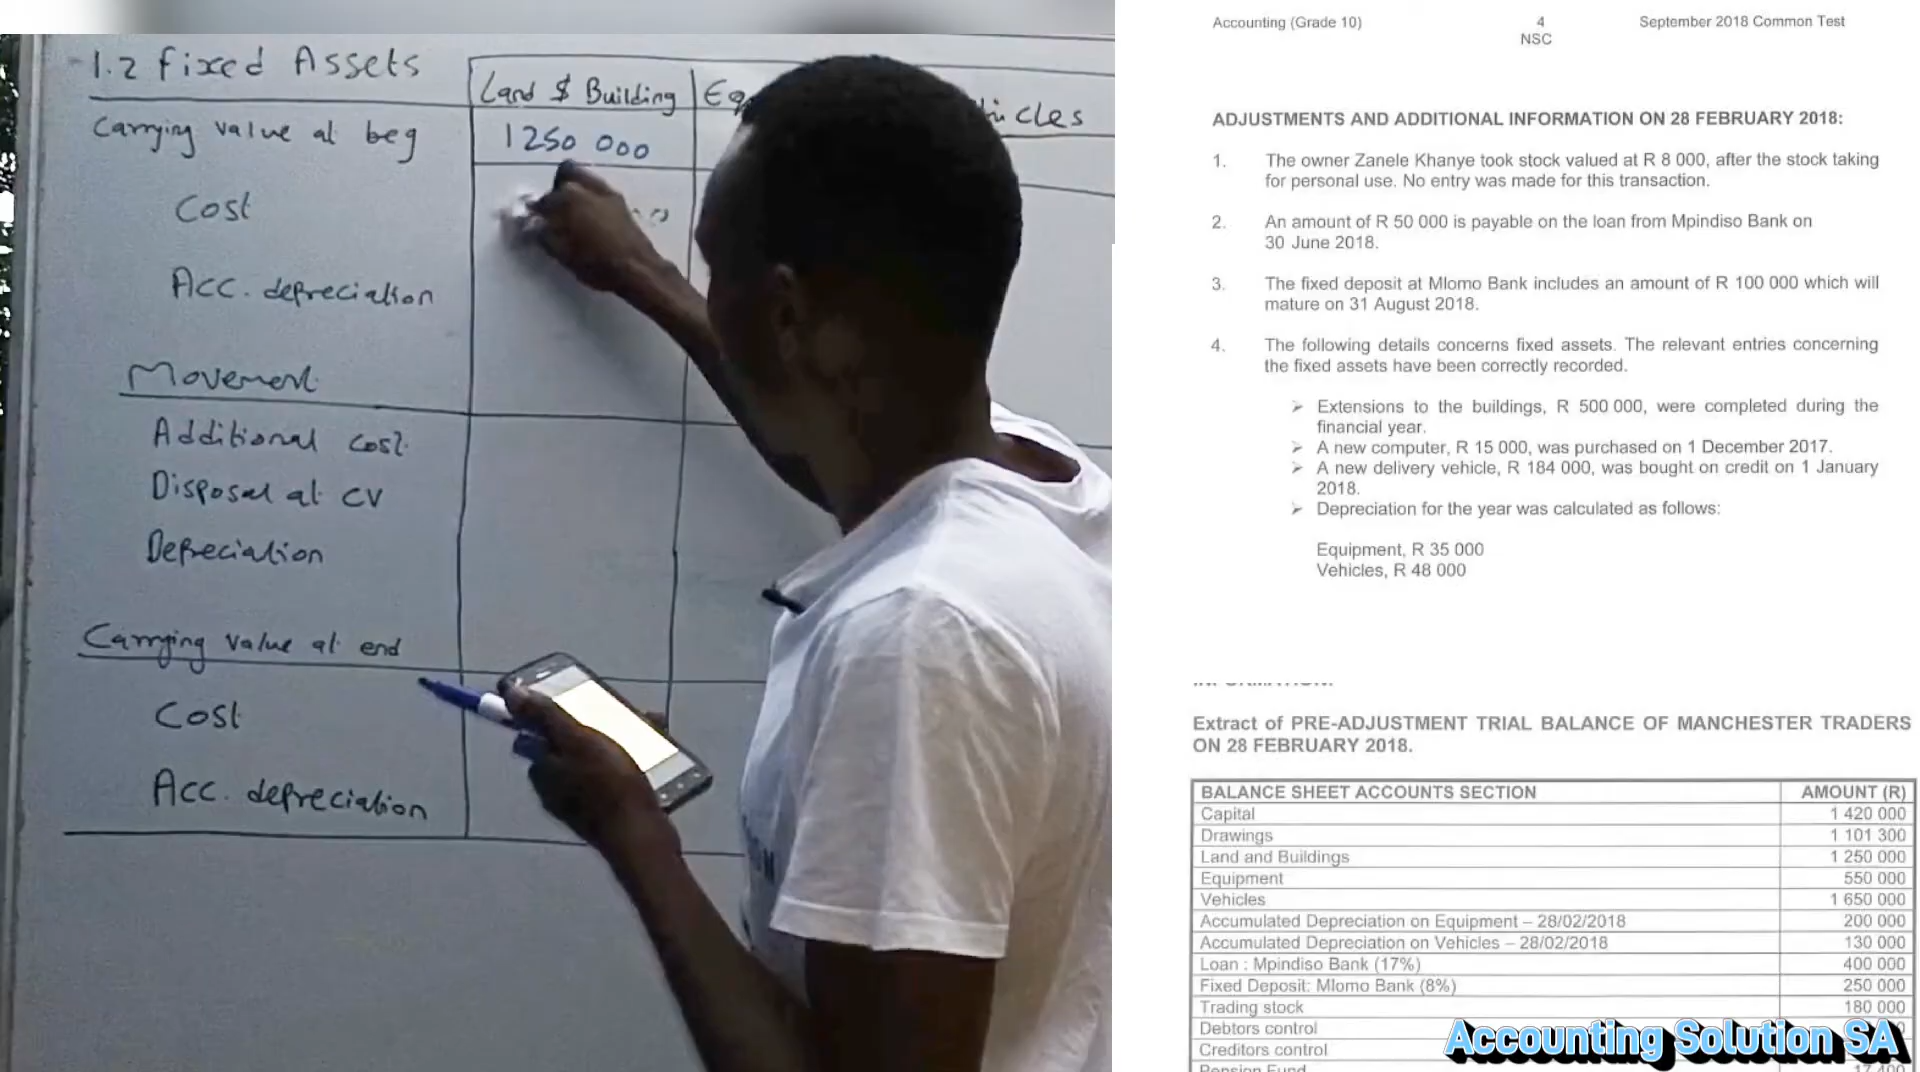 1.2 Fixed Assets
Land $ Building
Carrying value at beg
1250 000
Cost
Acc. depreciation
Movement
Additional cost
Disposal at CV
Depreciation
Carrying value at end
Cost
Acc. depreciation
Accounting (Grade 10) 4 September 2018 Common Test
NSC
ADJUSTMENTS AND ADDITIONAL INFORMATION ON 28 FEBRUARY 2018:
1. The owner Zanele Khanye took stock valued at R 8 000, after the stock taking
for personal use. No entry was made for this transaction.
2. An amount of R 50 000 is payable on the loan from Mpindiso Bank on
30 June 2018.
3. The fixed deposit at Mlomo Bank includes an amount of R 100 000 which will
mature on 31 August 2018.
4. The following details concerns fixed assets. The relevant entries concerning
the fixed assets have been correctly recorded.
➢ Extensions to the buildings, R 500 000, were completed during the
financial year.
➢ A new computer, R 15 000, was purchased on 1 December 2017.
➢ A new delivery vehicle, R 184 000, was bought on credit on 1 January
2018.
➢ Depreciation for the year was calculated as follows:
Equipment, R 35 000
Vehicles, R 48 000
Extract of PRE-ADJUSTMENT TRIAL BALANCE OF MANCHESTER TRADERS
ON 28 FEBRUARY 2018.
BALANCE SHEET ACCOUNTS SECTION AMOUNT (R)
Capital 1 420 000
Drawings 1 101 300
Land and Buildings 1 250 000
Equipment 550 000
Vehicles 1 650 000
Accumulated Depreciation on Equipment – 28/02/2018 200 000
Accumulated Depreciation on Vehicles – 28/02/2018 130 000
Loan : Mpindiso Bank (17%) 400 000
Fixed Deposit: Mlomo Bank (8%) 250 000
Trading stock 180 000
Debtors control
Creditors control
Pension Fund 17 400
Accounting Solution SA